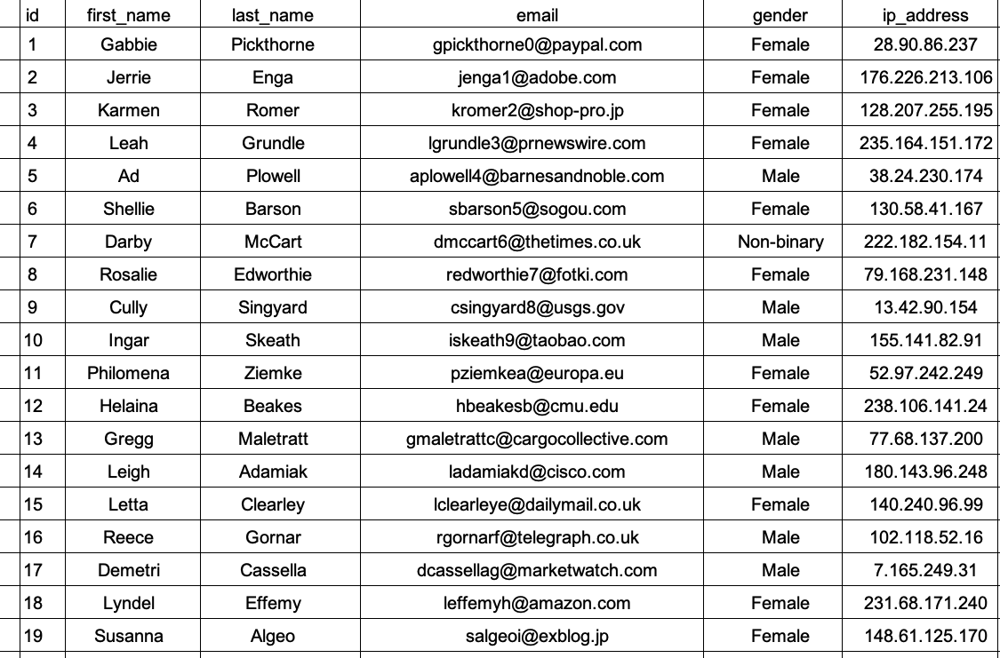 id first_name last_name email gender ip_address
1 Gabbie Pickthorne gpickthorne0@paypal.com Female 28.90.86.237
2 Jerrie Enga jenga1@adobe.com Female 176.226.213.106
3 Karmen Romer kromer2@shop-pro.jp Female 128.207.255.195
4 Leah Grundle lgrundle3@prnewswire.com Female 235.164.151.172
5 Ad Plowell aplowell4@barnesandnoble.com Male 38.24.230.174
6 Shellie Barson sbarson5@sogou.com Female 130.58.41.167
7 Darby McCart dmccart6@thetimes.co.uk Non-binary 222.182.154.11
8 Rosalie Edworthie redworthie7@fotki.com Female 79.168.231.148
9 Cully Singyard csingyard8@usgs.gov Male 13.42.90.154
10 Ingar Skeath iskeath9@taobao.com Male 155.141.82.91
11 Philomena Ziemke pziemkea@europa.eu Female 52.97.242.249
12 Helaina Beakes hbeakesb@cmu.edu Female 238.106.141.24
13 Gregg Maletratt gmaletrattc@cargocollective.com Male 77.68.137.200
14 Leigh Adamiak ladamiakd@cisco.com Male 180.143.96.248
15 Letta Clearley lclearleye@dailymail.co.uk Female 140.240.96.99
16 Reece Gornar rgornarf@telegraph.co.uk Male 102.118.52.16
17 Demetri Cassella dcassellag@marketwatch.com Male 7.165.249.31
18 Lyndel Effemy leffemyh@amazon.com Female 231.68.171.240
19 Susanna Algeo salgeoi@exblog.jp Female 148.61.125.170